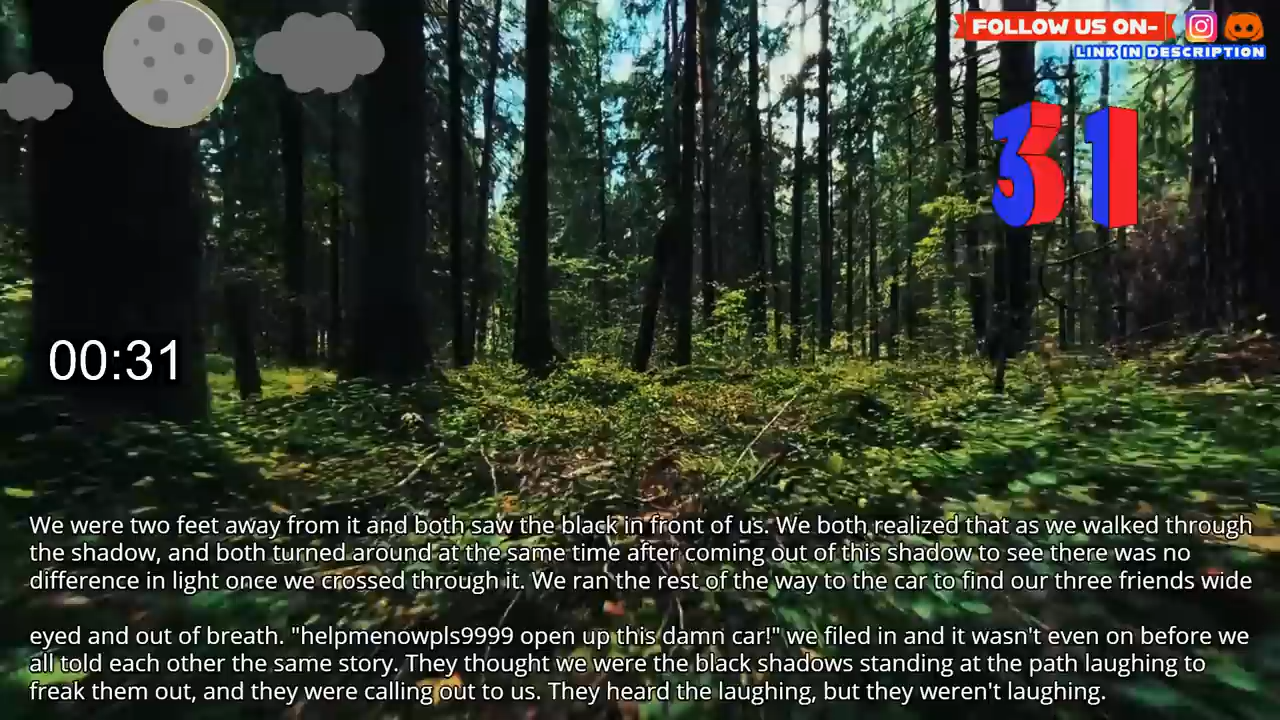 FOLLOW US ON-
LINK IN DESCRIPTION
31
00:31
We were two feet away from it and both saw the black in front of us. We both realized that as we walked through
the shadow, and both turned around at the same time after coming out of this shadow to see there was no
difference in light once we crossed through it. We ran the rest of the way to the car to find our three friends wide
eyed and out of breath. "helpmenowpls9999 open up this damn car!" we filed in and it wasn't even on before we
all told each other the same story. They thought we were the black shadows standing at the path laughing to
freak them out, and they were calling out to us. They heard the laughing, but they weren't laughing.